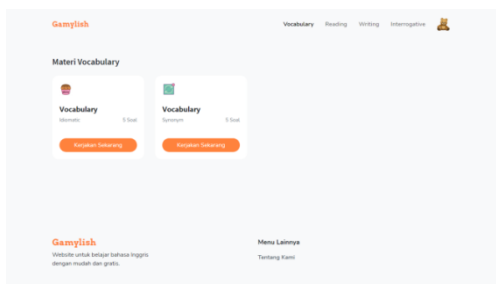 Gamylish
Vocabulary Reading Writing Interrogative
Materi Vocabulary
Vocabulary
Idiomatic 5 Soal
Kerjakan Sekarang
Vocabulary
Synonym 5 Soal
Kerjakan Sekarang
Gamylish
Website untuk belajar bahasa inggris
dengan mudah dan gratis.
Menu Lainnya
Tentang Kami